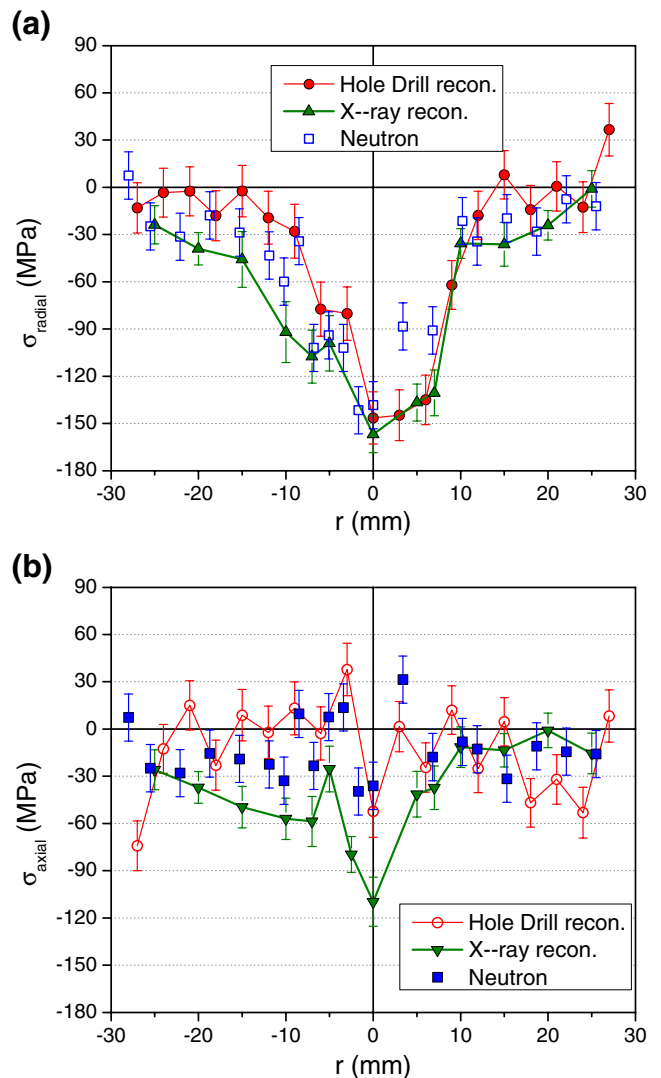 (a)
90
60
30
0
-30
-60
-90
-120
-150
-180
σradial (MPa)
Hole Drill recon.
X--ray recon.
Neutron
-30 -20 -10 0 10 20 30
r (mm)
(b)
90
60
30
0
-30
-60
-90
-120
-150
-180
σaxial (MPa)
Hole Drill recon.
X--ray recon.
Neutron
-30 -20 -10 0 10 20 30
r (mm)